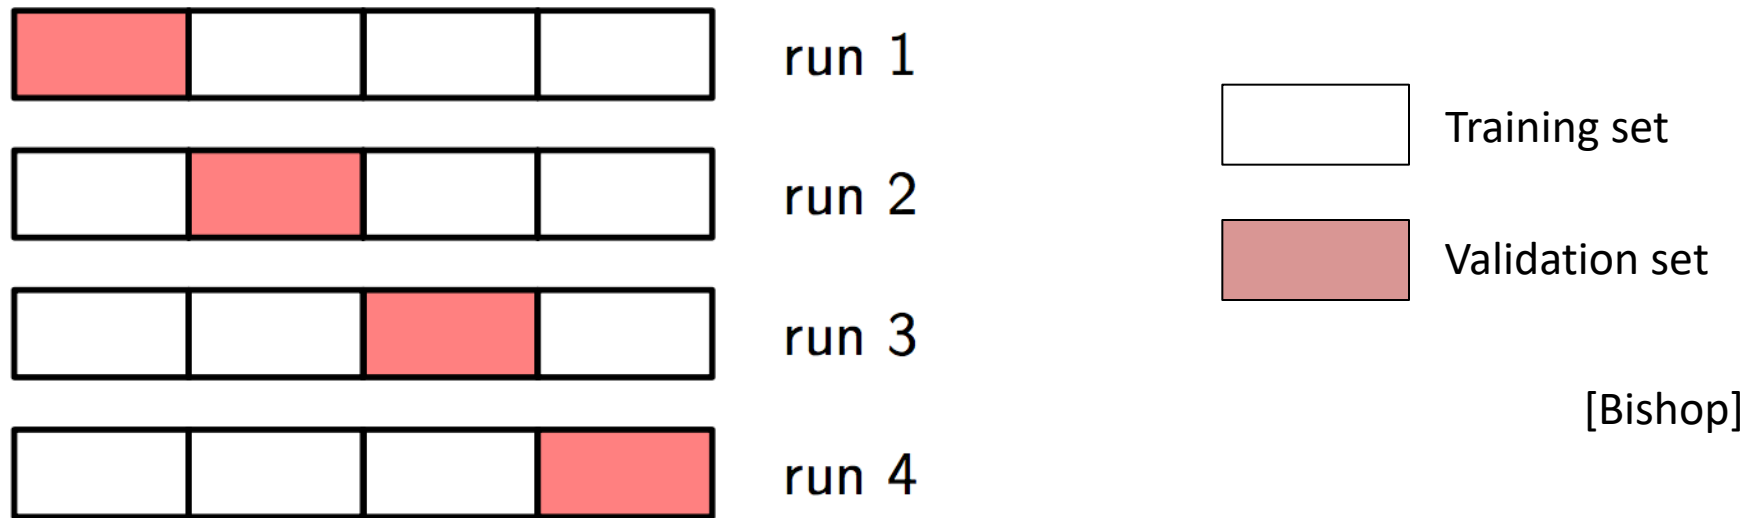 run 1
run 2
run 3
run 4
Training set
Validation set
[Bishop]